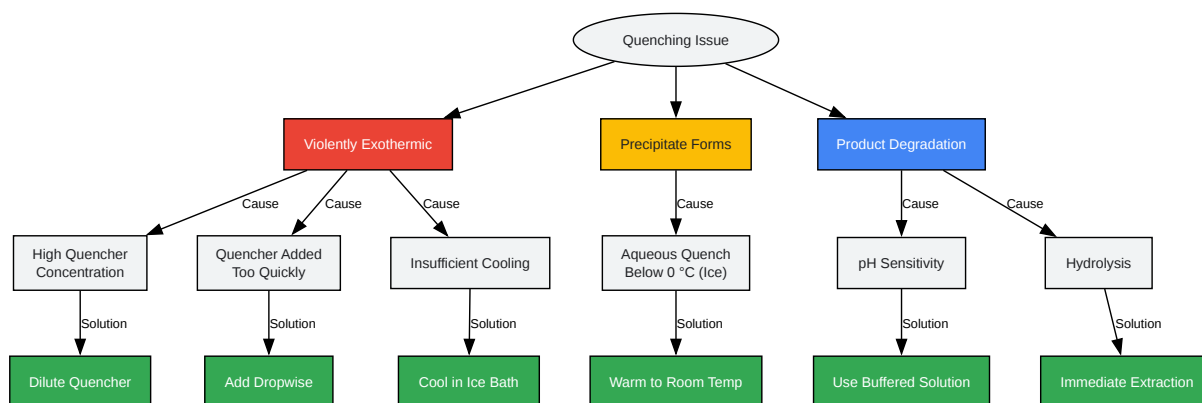 Quenching Issue
Violently Exothermic
Precipitate Forms
Product Degradation
Cause
Cause
Cause
Cause
Cause
Cause
High Quencher
Concentration
Quencher Added
Too Quickly
Insufficient Cooling
Aqueous Quench
Below 0 °C (Ice)
pH Sensitivity
Hydrolysis
Solution
Solution
Solution
Solution
Solution
Solution
Dilute Quencher
Add Dropwise
Cool in Ice Bath
Warm to Room Temp
Use Buffered Solution
Immediate Extraction